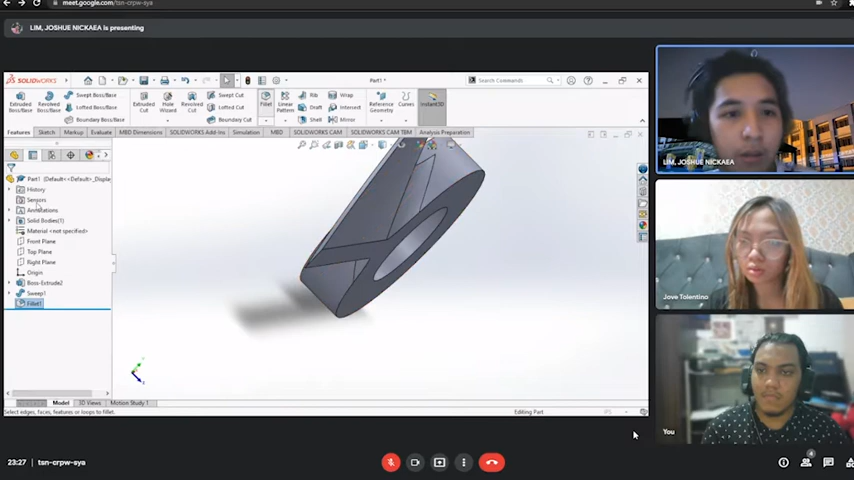 meet.google.com/tsn-crpw-sya
LIM, JOSHUE NICKAEA is presenting
SOLIDWORKS
Part1 *
Search Commands
Extruded Boss/Base
Revolved Boss/Base
Swept Boss/Base
Lofted Boss/Base
Boundary Boss/Base
Extruded Cut
Hole Wizard
Revolved Cut
Swept Cut
Lofted Cut
Boundary Cut
Fillet
Linear Pattern
Rib
Draft
Shell
Wrap
Intersect
Mirror
Reference Geometry
Curves
Instant3D
Features
Sketch
Markup
Evaluate
MBD Dimensions
SOLIDWORKS Add-Ins
Simulation
MBD
SOLIDWORKS CAM
SOLIDWORKS CAM TBM
Analysis Preparation
Part1 (Default<<Default>_Display
History
Sensors
Annotations
Solid Bodies(1)
Material <not specified>
Front Plane
Top Plane
Right Plane
Origin
Boss-Extrude2
Sweep1
Fillet1
Model
3D Views
Motion Study 1
Select edges, faces, features or loops to fillet.
Editing Part
LIM, JOSHUE NICKAEA
Jove Tolentino
You
23:27
tsn-crpw-sya
4